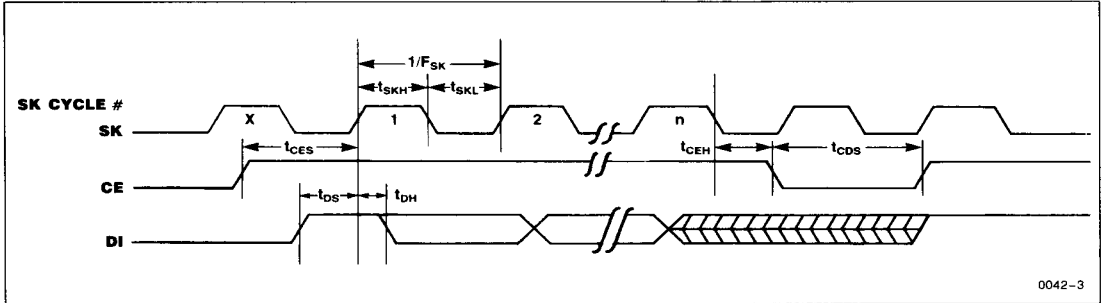 1/FSK
tSKH tSKL
SK CYCLE #
X 1 2 n
SK
tCES tCEH tCDS
CE
tDS tDH
DI
0042-3